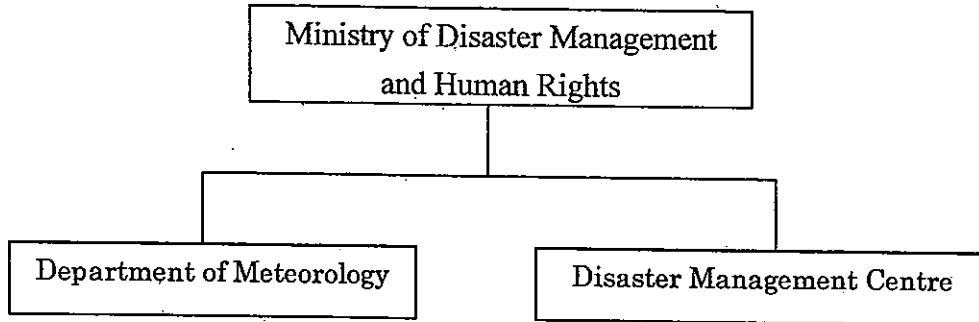 Ministry of Disaster Management
and Human Rights
Department of Meteorology
Disaster Management Centre